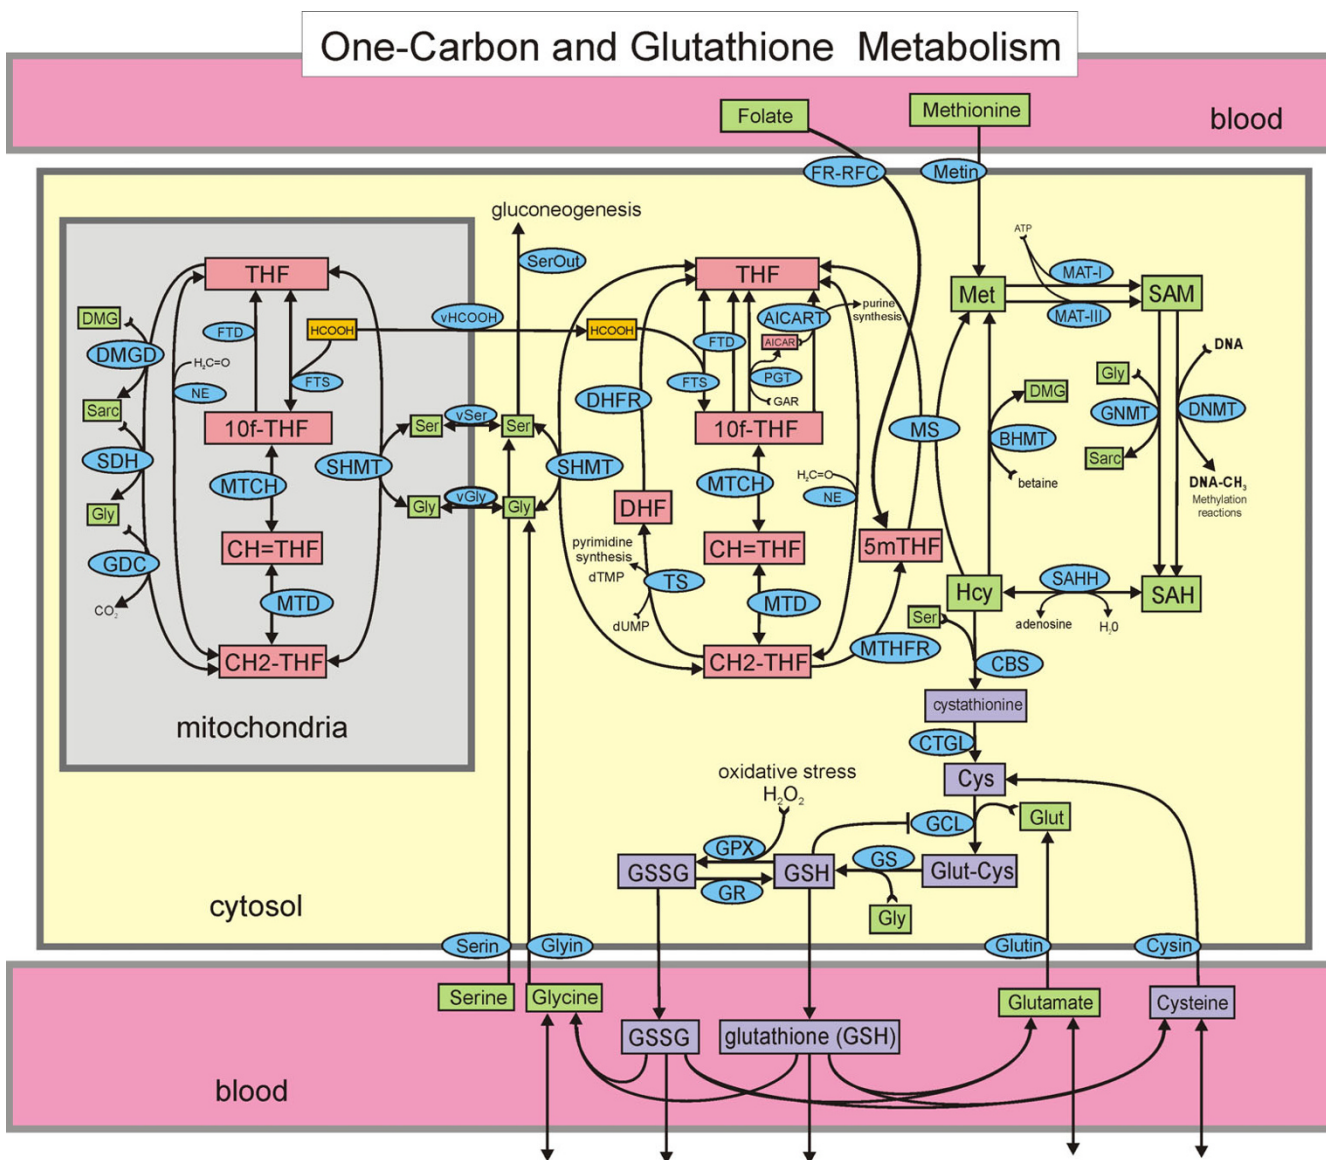 One-Carbon and Glutathione Metabolism
Folate
Methionine
blood
FR-RFC
Metin
gluconeogenesis
SerOut
THF
DMG
DMGD
FTD
HCOOH
vHCOOH
H₂C=O
NE
FTS
Sarc
SDH
10f-THF
MTCH
SHMT
Gly
GDC
CO₂
CH=THF
MTD
CH2-THF
mitochondria
Ser
vSer
Ser
Gly
vGly
Gly
SHMT
THF
HCOOH
FTD
FTS
AICART
purine
synthesis
AICAR
PGT
GAR
DHFR
10f-THF
MTCH
H₂C=O
NE
DHF
pyrimidine
synthesis
dTMP
TS
dUMP
CH=THF
MTD
CH2-THF
MS
5mTHF
MTHFR
ATP
MAT-I
Met
SAM
MAT-III
DNA
Gly
GNMT
DNMT
Sarc
DNA-CH₃
Methylation
reactions
DMG
BHMT
betaine
Hcy
SAHH
SAH
adenosine
H₂0
Ser
CBS
cystathionine
CTGL
Cys
GCL
Glut
oxidative stress
H₂O₂
GPX
GSSG
GSH
GR
GS
Glut-Cys
Gly
cytosol
Serin
Glyin
Glutin
Cysin
Serine
Glycine
Glutamate
Cysteine
GSSG
glutathione (GSH)
blood